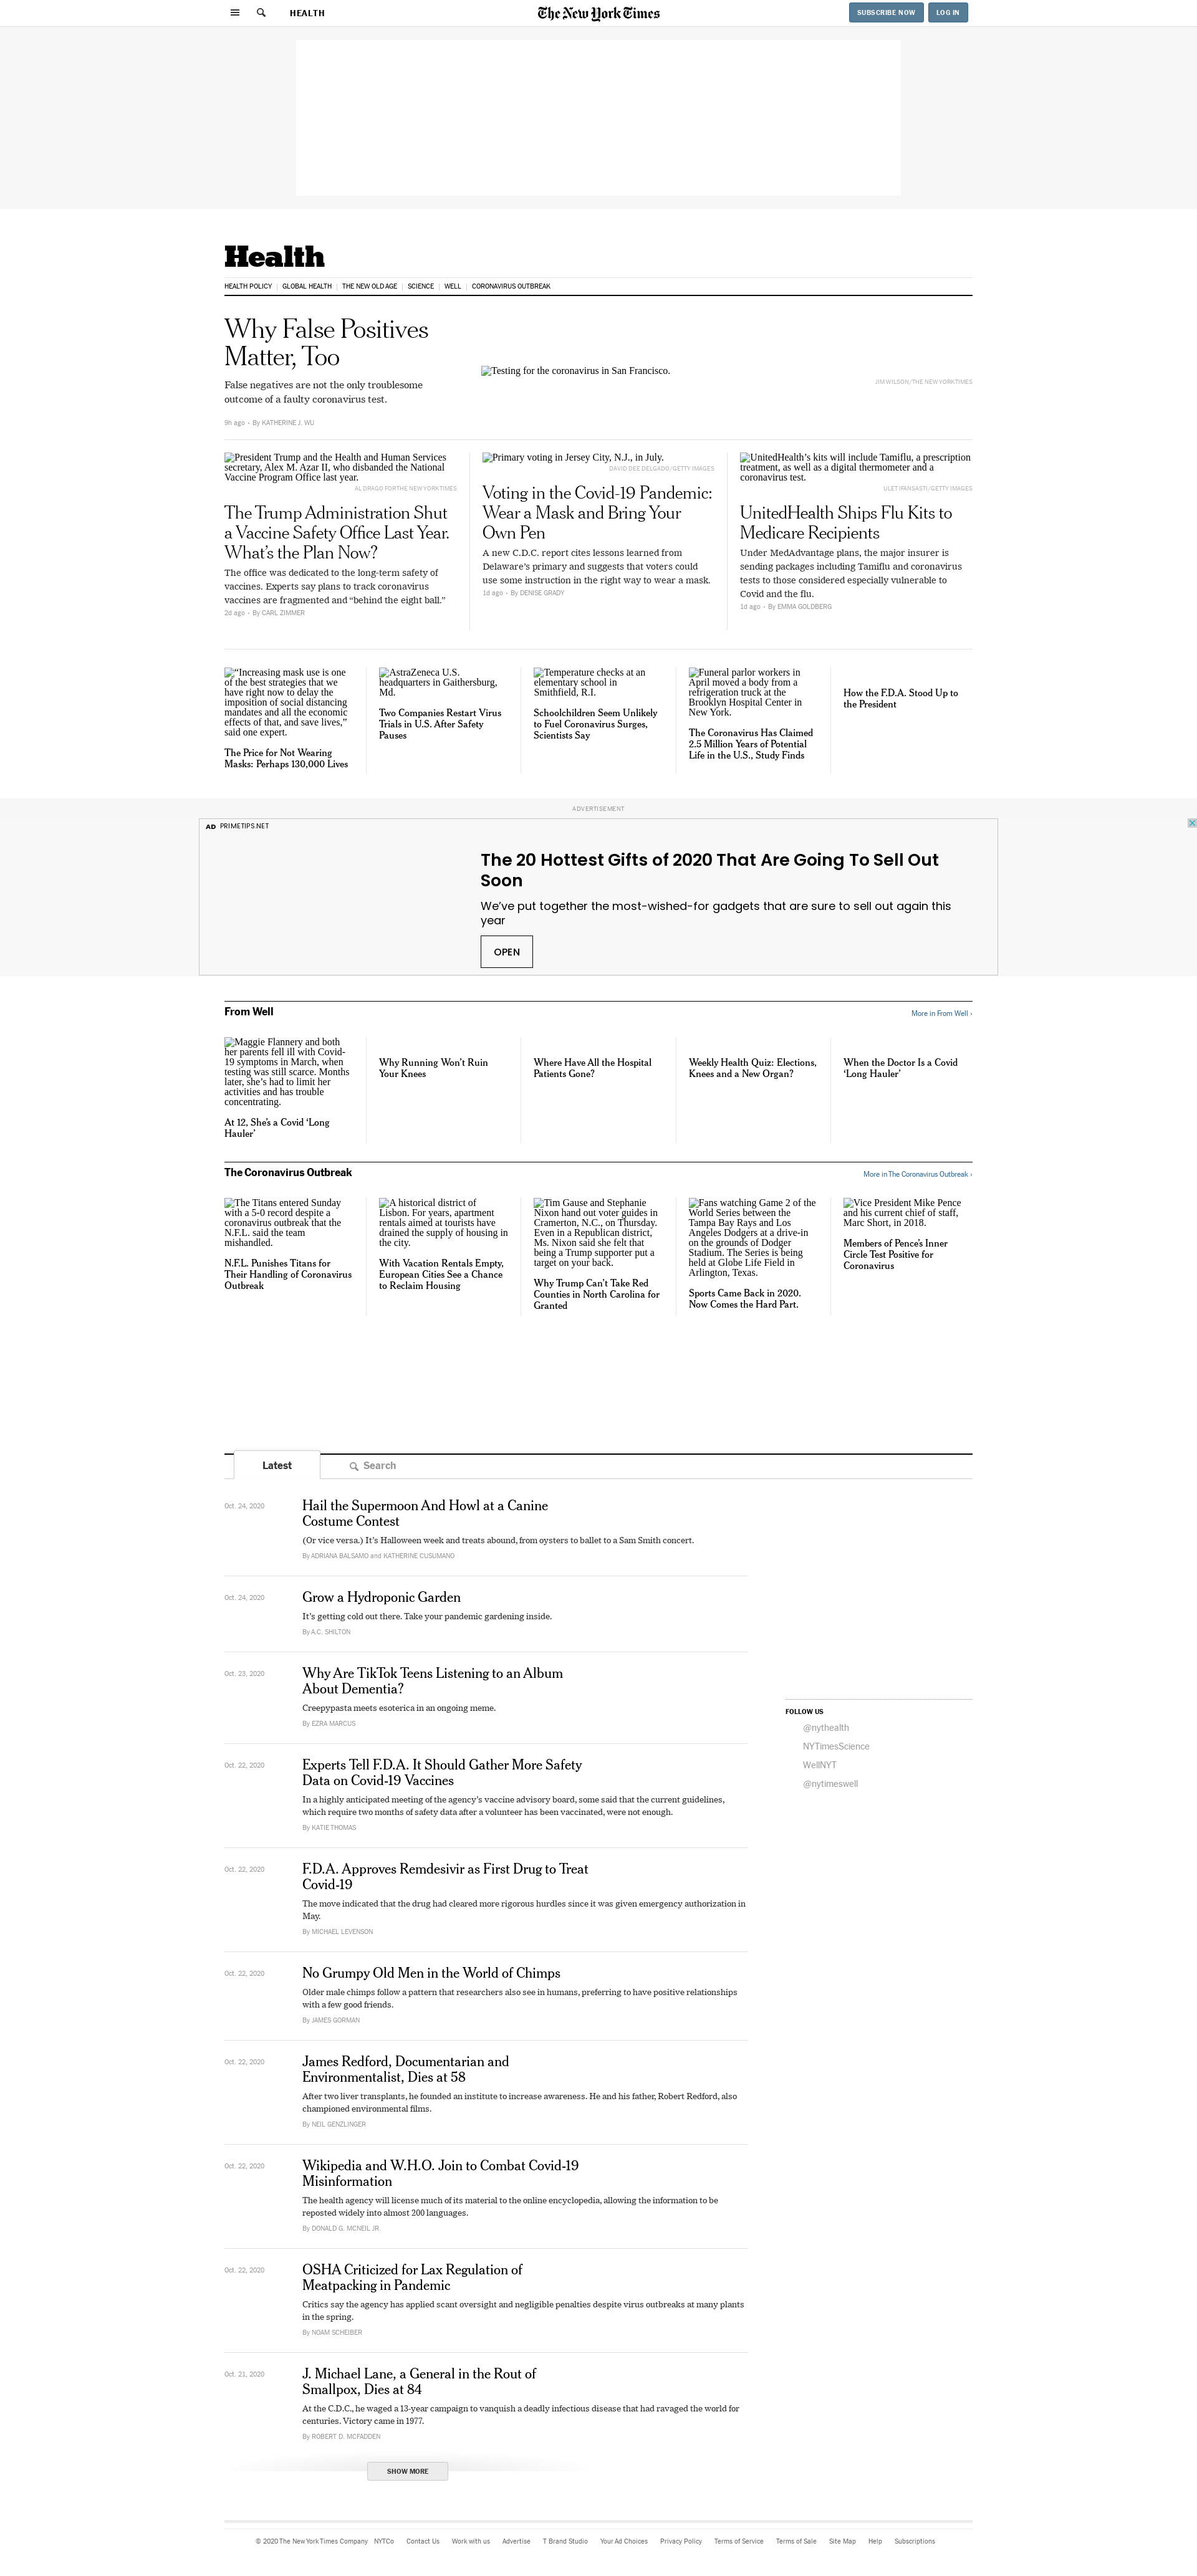 HEALTH
The New York Times
SUBSCRIBE NOW
LOG IN
Health
HEALTH POLICY
GLOBAL HEALTH
THE NEW OLD AGE
SCIENCE
WELL
CORONAVIRUS OUTBREAK
Why False Positives
Matter, Too
False negatives are not the only troublesome
outcome of a faulty coronavirus test.
9h ago • By KATHERINE J. WU
Testing for the coronavirus in San Francisco.
JIM WILSON/THE NEW YORK TIMES
President Trump and the Health and Human Services
secretary, Alex M. Azar II, who disbanded the National
Vaccine Program Office last year.
AL DRAGO FOR THE NEW YORK TIMES
The Trump Administration Shut
a Vaccine Safety Office Last Year.
What’s the Plan Now?
The office was dedicated to the long-term safety of
vaccines. Experts say plans to track coronavirus
vaccines are fragmented and “behind the eight ball.”
2d ago • By CARL ZIMMER
Primary voting in Jersey City, N.J., in July.
DAVID DEE DELGADO/GETTY IMAGES
Voting in the Covid-19 Pandemic:
Wear a Mask and Bring Your
Own Pen
A new C.D.C. report cites lessons learned from
Delaware’s primary and suggests that voters could
use some instruction in the right way to wear a mask.
1d ago • By DENISE GRADY
UnitedHealth’s kits will include Tamiflu, a prescription
treatment, as well as a digital thermometer and a
coronavirus test.
ULET IFANSASTI/GETTY IMAGES
UnitedHealth Ships Flu Kits to
Medicare Recipients
Under MedAdvantage plans, the major insurer is
sending packages including Tamiflu and coronavirus
tests to those considered especially vulnerable to
Covid and the flu.
1d ago • By EMMA GOLDBERG
“Increasing mask use is one
of the best strategies that we
have right now to delay the
imposition of social distancing
mandates and all the economic
effects of that, and save lives,”
said one expert.
The Price for Not Wearing
Masks: Perhaps 130,000 Lives
AstraZeneca U.S.
headquarters in Gaithersburg,
Md.
Two Companies Restart Virus
Trials in U.S. After Safety
Pauses
Temperature checks at an
elementary school in
Smithfield, R.I.
Schoolchildren Seem Unlikely
to Fuel Coronavirus Surges,
Scientists Say
Funeral parlor workers in
April moved a body from a
refrigeration truck at the
Brooklyn Hospital Center in
New York.
The Coronavirus Has Claimed
2.5 Million Years of Potential
Life in the U.S., Study Finds
How the F.D.A. Stood Up to
the President
ADVERTISEMENT
AD PRIMETIPS.NET
The 20 Hottest Gifts of 2020 That Are Going To Sell Out
Soon
We’ve put together the most-wished-for gadgets that are sure to sell out again this
year
OPEN
From Well
More in From Well ›
Maggie Flannery and both
her parents fell ill with Covid-
19 symptoms in March, when
testing was still scarce. Months
later, she’s had to limit her
activities and has trouble
concentrating.
At 12, She’s a Covid ‘Long
Hauler’
Why Running Won’t Ruin
Your Knees
Where Have All the Hospital
Patients Gone?
Weekly Health Quiz: Elections,
Knees and a New Organ?
When the Doctor Is a Covid
‘Long Hauler’
The Coronavirus Outbreak
More in The Coronavirus Outbreak ›
The Titans entered Sunday
with a 5-0 record despite a
coronavirus outbreak that the
N.F.L. said the team
mishandled.
N.F.L. Punishes Titans for
Their Handling of Coronavirus
Outbreak
A historical district of
Lisbon. For years, apartment
rentals aimed at tourists have
drained the supply of housing in
the city.
With Vacation Rentals Empty,
European Cities See a Chance
to Reclaim Housing
Tim Gause and Stephanie
Nixon hand out voter guides in
Cramerton, N.C., on Thursday.
Even in a Republican district,
Ms. Nixon said she felt that
being a Trump supporter put a
target on your back.
Why Trump Can’t Take Red
Counties in North Carolina for
Granted
Fans watching Game 2 of the
World Series between the
Tampa Bay Rays and Los
Angeles Dodgers at a drive-in
on the grounds of Dodger
Stadium. The Series is being
held at Globe Life Field in
Arlington, Texas.
Sports Came Back in 2020.
Now Comes the Hard Part.
Vice President Mike Pence
and his current chief of staff,
Marc Short, in 2018.
Members of Pence’s Inner
Circle Test Positive for
Coronavirus
Latest
Search
Oct. 24, 2020
Hail the Supermoon And Howl at a Canine
Costume Contest
(Or vice versa.) It’s Halloween week and treats abound, from oysters to ballet to a Sam Smith concert.
By ADRIANA BALSAMO and KATHERINE CUSUMANO
Oct. 24, 2020
Grow a Hydroponic Garden
It’s getting cold out there. Take your pandemic gardening inside.
By A.C. SHILTON
Oct. 23, 2020
Why Are TikTok Teens Listening to an Album
About Dementia?
Creepypasta meets esoterica in an ongoing meme.
By EZRA MARCUS
FOLLOW US
@nythealth
NYTimesScience
WellNYT
@nytimeswell
Oct. 22, 2020
Experts Tell F.D.A. It Should Gather More Safety
Data on Covid-19 Vaccines
In a highly anticipated meeting of the agency’s vaccine advisory board, some said that the current guidelines,
which require two months of safety data after a volunteer has been vaccinated, were not enough.
By KATIE THOMAS
Oct. 22, 2020
F.D.A. Approves Remdesivir as First Drug to Treat
Covid-19
The move indicated that the drug had cleared more rigorous hurdles since it was given emergency authorization in
May.
By MICHAEL LEVENSON
Oct. 22, 2020
No Grumpy Old Men in the World of Chimps
Older male chimps follow a pattern that researchers also see in humans, preferring to have positive relationships
with a few good friends.
By JAMES GORMAN
Oct. 22, 2020
James Redford, Documentarian and
Environmentalist, Dies at 58
After two liver transplants, he founded an institute to increase awareness. He and his father, Robert Redford, also
championed environmental films.
By NEIL GENZLINGER
Oct. 22, 2020
Wikipedia and W.H.O. Join to Combat Covid-19
Misinformation
The health agency will license much of its material to the online encyclopedia, allowing the information to be
reposted widely into almost 200 languages.
By DONALD G. MCNEIL JR.
Oct. 22, 2020
OSHA Criticized for Lax Regulation of
Meatpacking in Pandemic
Critics say the agency has applied scant oversight and negligible penalties despite virus outbreaks at many plants
in the spring.
By NOAM SCHEIBER
Oct. 21, 2020
J. Michael Lane, a General in the Rout of
Smallpox, Dies at 84
At the C.D.C., he waged a 13-year campaign to vanquish a deadly infectious disease that had ravaged the world for
centuries. Victory came in 1977.
By ROBERT D. MCFADDEN
SHOW MORE
© 2020 The New York Times Company
NYTCo
Contact Us
Work with us
Advertise
T Brand Studio
Your Ad Choices
Privacy Policy
Terms of Service
Terms of Sale
Site Map
Help
Subscriptions